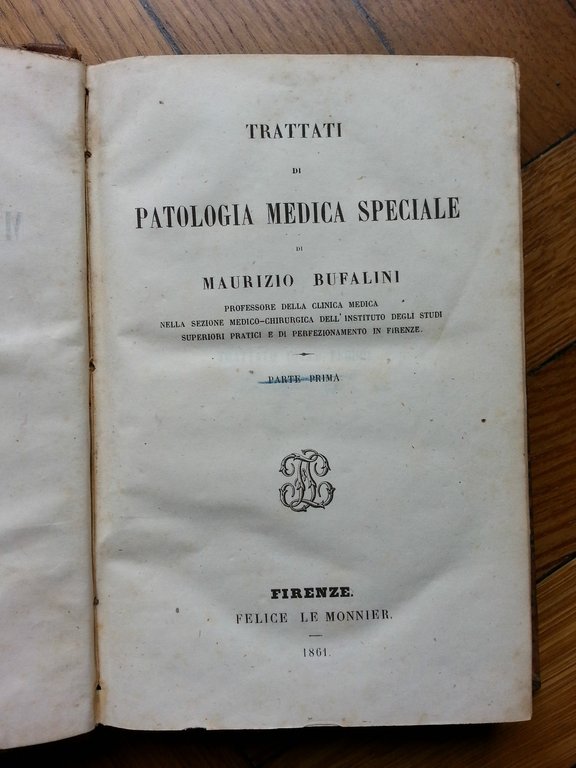 TRATTATI
DI
PATOLOGIA MEDICA SPECIALE
DI
MAURIZIO BUFALINI
PROFESSORE DELLA CLINICA MEDICA
NELLA SEZIONE MEDICO-CHIRURGICA DELL'INSTITUTO DEGLI STUDI
SUPERIORI PRATICI E DI PERFEZIONAMENTO IN FIRENZE.
PARTE PRIMA
FIRENZE.
FELICE LE MONNIER.
1861.